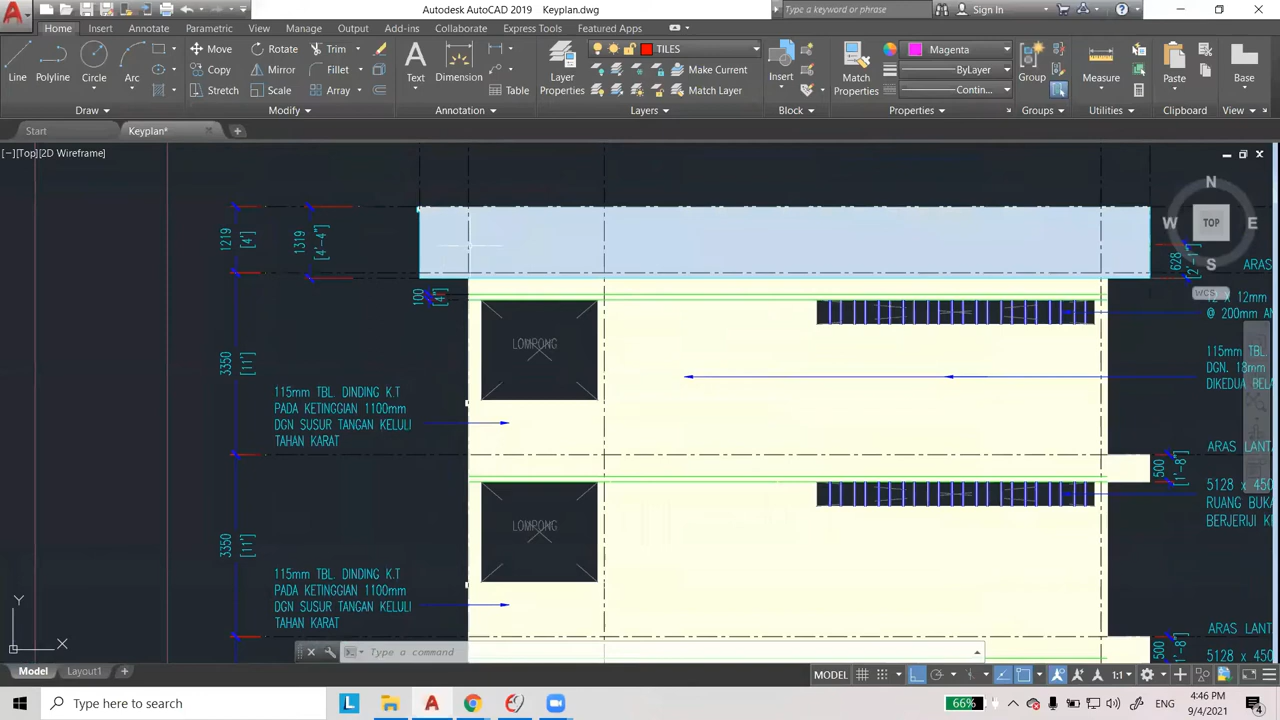 Autodesk AutoCAD 2019 Keyplan.dwg
Type a keyword or phrase
Sign In
Home Insert Annotate Parametric View Manage Output Add-ins Collaborate Express Tools Featured Apps
Line Polyline Circle Arc
Move Rotate Trim
Copy Mirror Fillet
Stretch Scale Array
Text Dimension Table
Layer Properties
TILES
Make Current
Match Layer
Insert
Match Properties
Magenta
ByLayer
Contin...
Group
Measure
Paste
Base
Draw Modify Annotation Layers Block Properties Groups Utilities Clipboard View
Start Keyplan*
[−][Top][2D Wireframe]
N
W TOP E
S
WCS
1219 [4']
1319 [4'-4"]
628 [2'-1"]
ARAS
100 [4"]
12 X 12mm
@ 200mm
LOMPONG
3350 [11']
115mm TBL.
DGN. 18mm
DIKEDUA
115mm TBL. DINDING K.T
PADA KETINGGIAN 1100mm
DGN SUSUR TANGAN KELULI
TAHAN KARAT
ARAS
500 [1'-8"]
5128 x 450
LOMPONG
RUANG
BERJERIJI
3350 [11']
115mm TBL. DINDING K.T
PADA KETINGGIAN 1100mm
DGN SUSUR TANGAN KELULI
TAHAN KARAT
ARAS
500 [1'-8"]
5128 x 450
Y
X
Type a command
Model Layout1
MODEL 1:1
Type here to search
66%
ENG
4:46 PM
9/4/2021
4